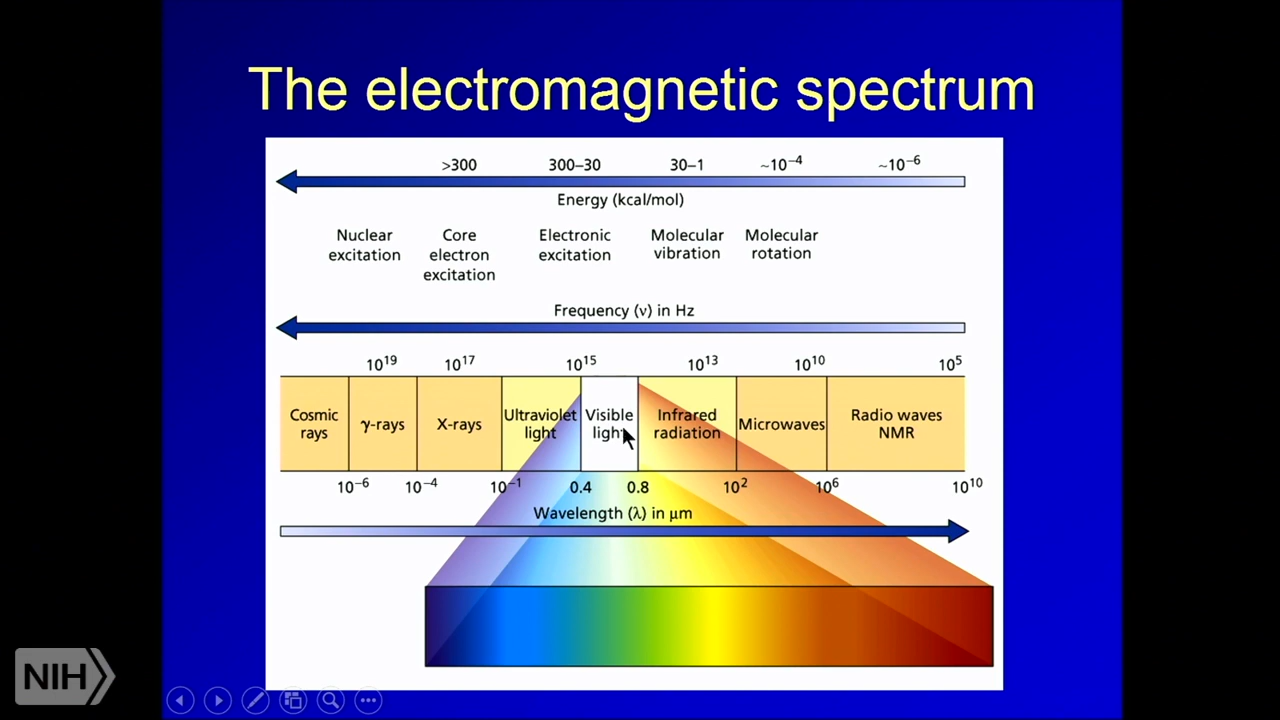 The electromagnetic spectrum
>300 300–30 30–1 ~10⁻⁴ ~10⁻⁶
Energy (kcal/mol)
Nuclear excitation
Core electron excitation
Electronic excitation
Molecular vibration
Molecular rotation
Frequency (ν) in Hz
10¹⁹ 10¹⁷ 10¹⁵ 10¹³ 10¹⁰ 10⁵
Cosmic rays
γ-rays
X-rays
Ultraviolet light
Visible light
Infrared radiation
Microwaves
Radio waves NMR
10⁻⁶ 10⁻⁴ 10⁻¹ 0.4 0.8 10² 10⁶ 10¹⁰
Wavelength (λ) in μm
NIH